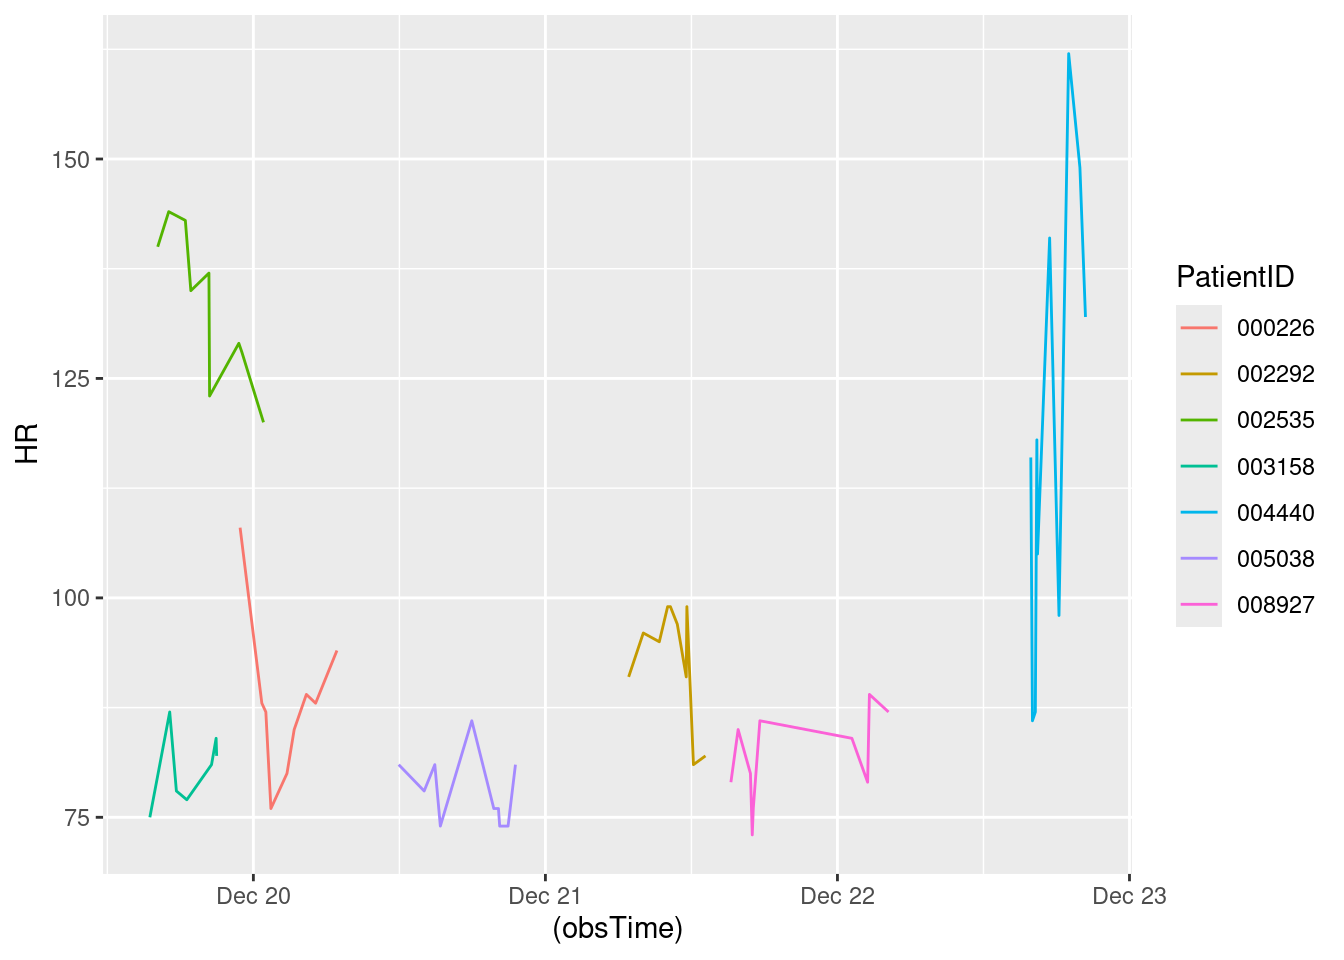 HR
150
125
100
75
Dec 20
Dec 21
Dec 22
Dec 23
(obsTime)
PatientID
000226
002292
002535
003158
004440
005038
008927